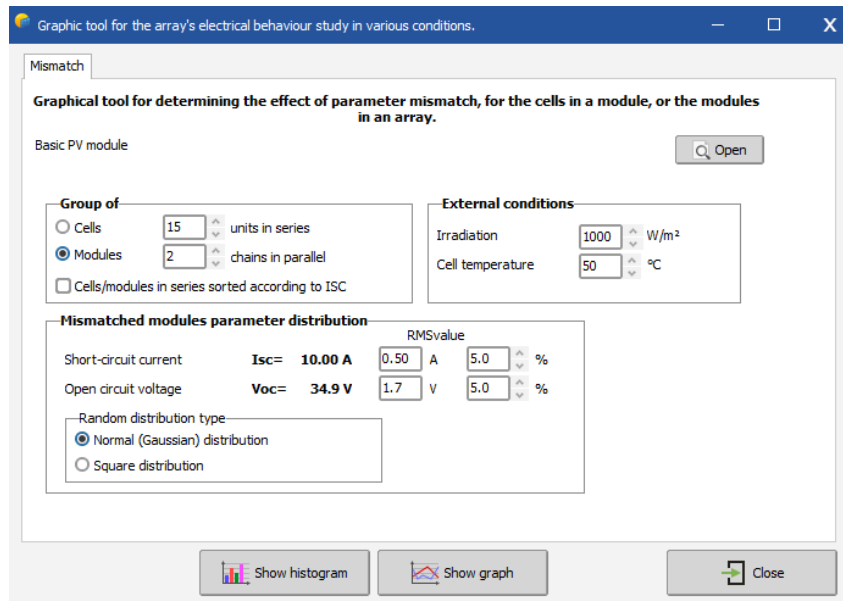 Graphic tool for the array's electrical behaviour study in various conditions.
Mismatch
Graphical tool for determining the effect of parameter mismatch, for the cells in a module, or the modules
in an array.
Basic PV module
Open
Group of
Cells 15 units in series
Modules 2 chains in parallel
Cells/modules in series sorted according to ISC
External conditions
Irradiation 1000 W/m²
Cell temperature 50 ºC
Mismatched modules parameter distribution
RMSvalue
Short-circuit current Isc= 10.00 A 0.50 A 5.0 %
Open circuit voltage Voc= 34.9 V 1.7 V 5.0 %
Random distribution type
Normal (Gaussian) distribution
Square distribution
Show histogram Show graph Close